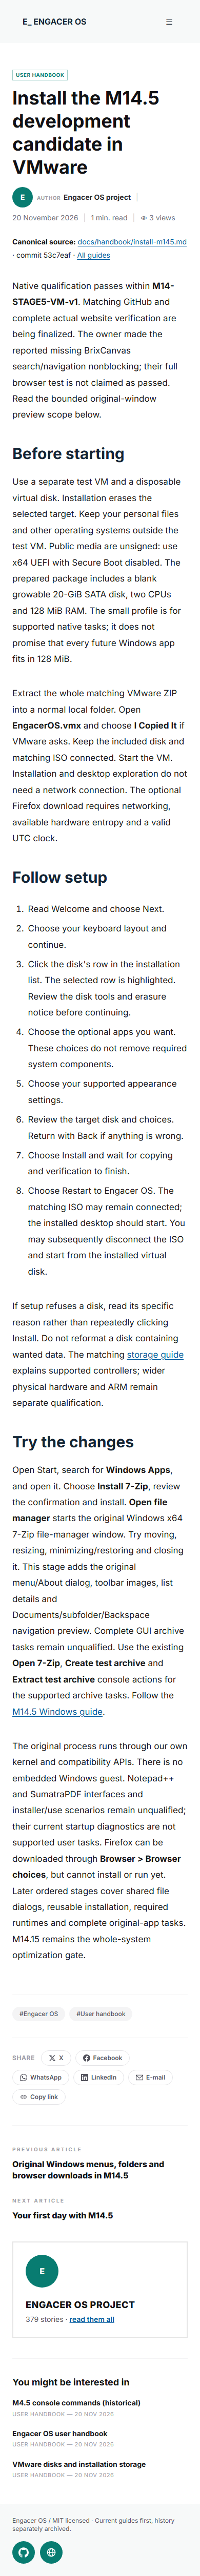 E_ ENGACER OS
☰
USER HANDBOOK
Install the M14.5
development
candidate in
VMware
E
AUTHOR Engacer OS project
20 November 2026 | 1 min. read | 3 views
Canonical source: docs/handbook/install-m145.md
· commit 53c7eaf · All guides
Native qualification passes within M14-
STAGE5-VM-v1. Matching GitHub and
complete actual website verification are
being finalized. The owner made the
reported missing BrixCanvas
search/navigation nonblocking; their full
browser test is not claimed as passed.
Read the bounded original-window
preview scope below.
Before starting
Use a separate test VM and a disposable
virtual disk. Installation erases the
selected target. Keep your personal files
and other operating systems outside the
test VM. Public media are unsigned: use
x64 UEFI with Secure Boot disabled. The
prepared package includes a blank
growable 20-GiB SATA disk, two CPUs
and 128 MiB RAM. The small profile is for
supported native tasks; it does not
promise that every future Windows app
fits in 128 MiB.
Extract the whole matching VMware ZIP
into a normal local folder. Open
EngacerOS.vmx and choose I Copied It if
VMware asks. Keep the included disk and
matching ISO connected. Start the VM.
Installation and desktop exploration do not
need a network connection. The optional
Firefox download requires networking,
available hardware entropy and a valid
UTC clock.
Follow setup
1. Read Welcome and choose Next.
2. Choose your keyboard layout and
continue.
3. Click the disk's row in the installation
list. The selected row is highlighted.
Review the disk tools and erasure
notice before continuing.
4. Choose the optional apps you want.
These choices do not remove required
system components.
5. Choose your supported appearance
settings.
6. Review the target disk and choices.
Return with Back if anything is wrong.
7. Choose Install and wait for copying
and verification to finish.
8. Choose Restart to Engacer OS. The
matching ISO may remain connected;
the installed desktop should start. You
may subsequently disconnect the ISO
and start from the installed virtual
disk.
If setup refuses a disk, read its specific
reason rather than repeatedly clicking
Install. Do not reformat a disk containing
wanted data. The matching storage guide
explains supported controllers; wider
physical hardware and ARM remain
separate qualification.
Try the changes
Open Start, search for Windows Apps,
and open it. Choose Install 7-Zip, review
the confirmation and install. Open file
manager starts the original Windows x64
7-Zip file-manager window. Try moving,
resizing, minimizing/restoring and closing
it. This stage adds the original
menu/About dialog, toolbar images, list
details and
Documents/subfolder/Backspace
navigation preview. Complete GUI archive
tasks remain unqualified. Use the existing
Open 7-Zip, Create test archive and
Extract test archive console actions for
the supported archive tasks. Follow the
M14.5 Windows guide.
The original process runs through our own
kernel and compatibility APIs. There is no
embedded Windows guest. Notepad++
and SumatraPDF interfaces and
installer/use scenarios remain unqualified;
their current startup diagnostics are not
supported user tasks. Firefox can be
downloaded through Browser > Browser
choices, but cannot install or run yet.
Later ordered stages cover shared file
dialogs, reusable installation, required
runtimes and complete original-app tasks.
M14.15 remains the whole-system
optimization gate.
#Engacer OS #User handbook
SHARE X Facebook
WhatsApp LinkedIn E-mail
Copy link
PREVIOUS ARTICLE
Original Windows menus, folders and
browser downloads in M14.5
NEXT ARTICLE
Your first day with M14.5
E
ENGACER OS PROJECT
379 stories · read them all
You might be interested in
M4.5 console commands (historical)
USER HANDBOOK — 20 NOV 2026
Engacer OS user handbook
USER HANDBOOK — 20 NOV 2026
VMware disks and installation storage
USER HANDBOOK — 20 NOV 2026
Engacer OS / MIT licensed · Current guides first, history
separately archived.